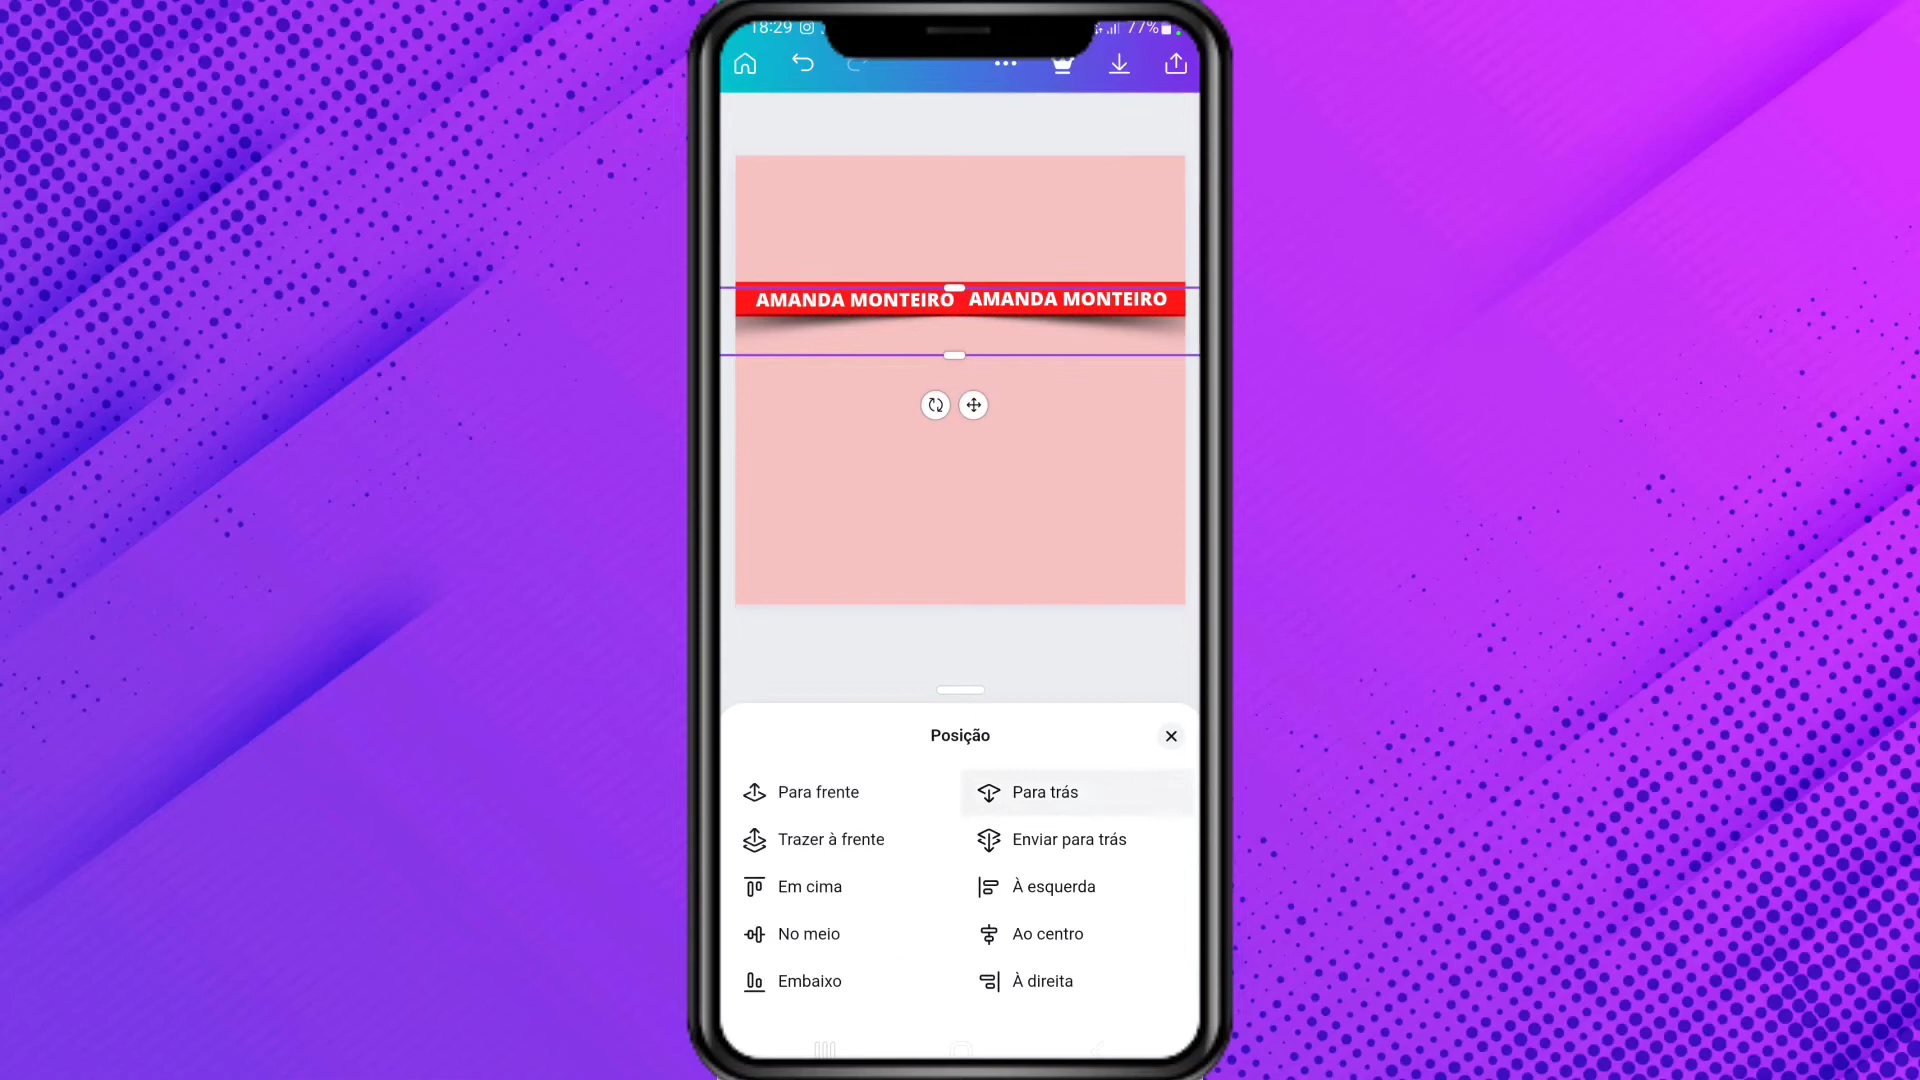 18:29 77%
AMANDA MONTEIRO AMANDA MONTEIRO
Posição
Para frente Para trás
Trazer à frente Enviar para trás
Em cima À esquerda
No meio Ao centro
Embaixo À direita